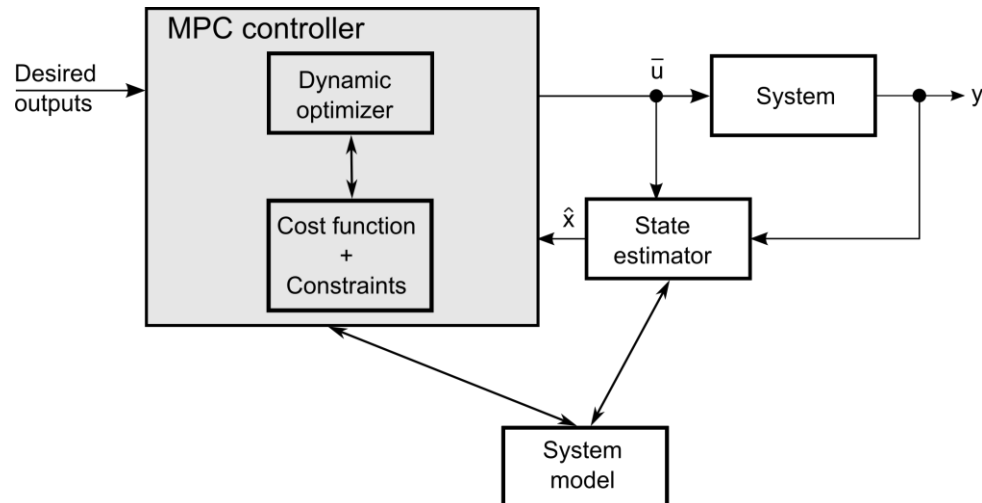 MPC controller
Desired
outputs
Dynamic
optimizer
ū
System
y
Cost function
+
Constraints
x̂
State
estimator
System
model